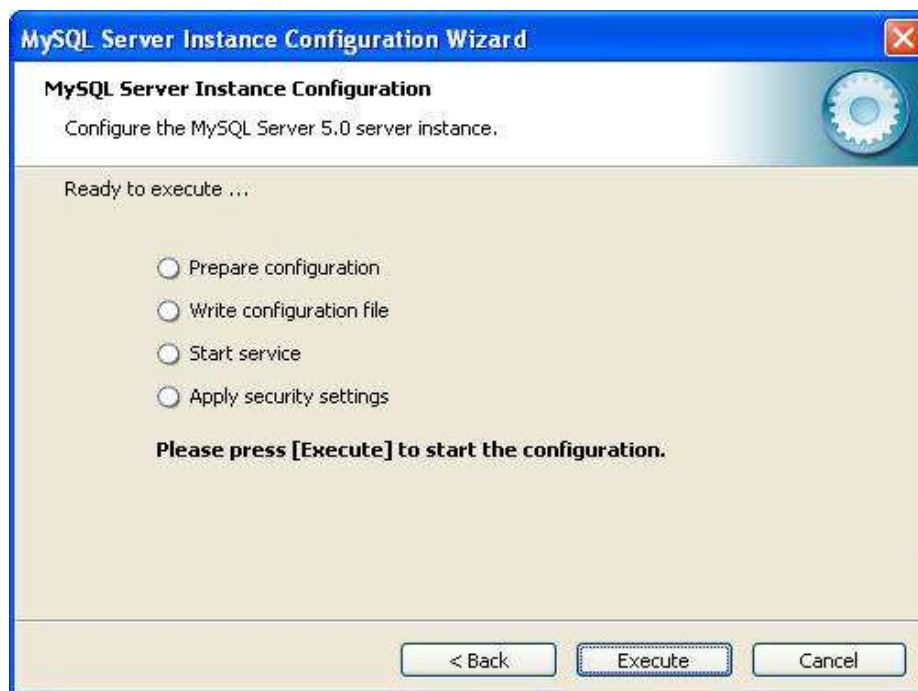 MySQL Server Instance Configuration Wizard
MySQL Server Instance Configuration
Configure the MySQL Server 5.0 server instance.
Ready to execute ...
Prepare configuration
Write configuration file
Start service
Apply security settings
Please press [Execute] to start the configuration.
< Back
Execute
Cancel